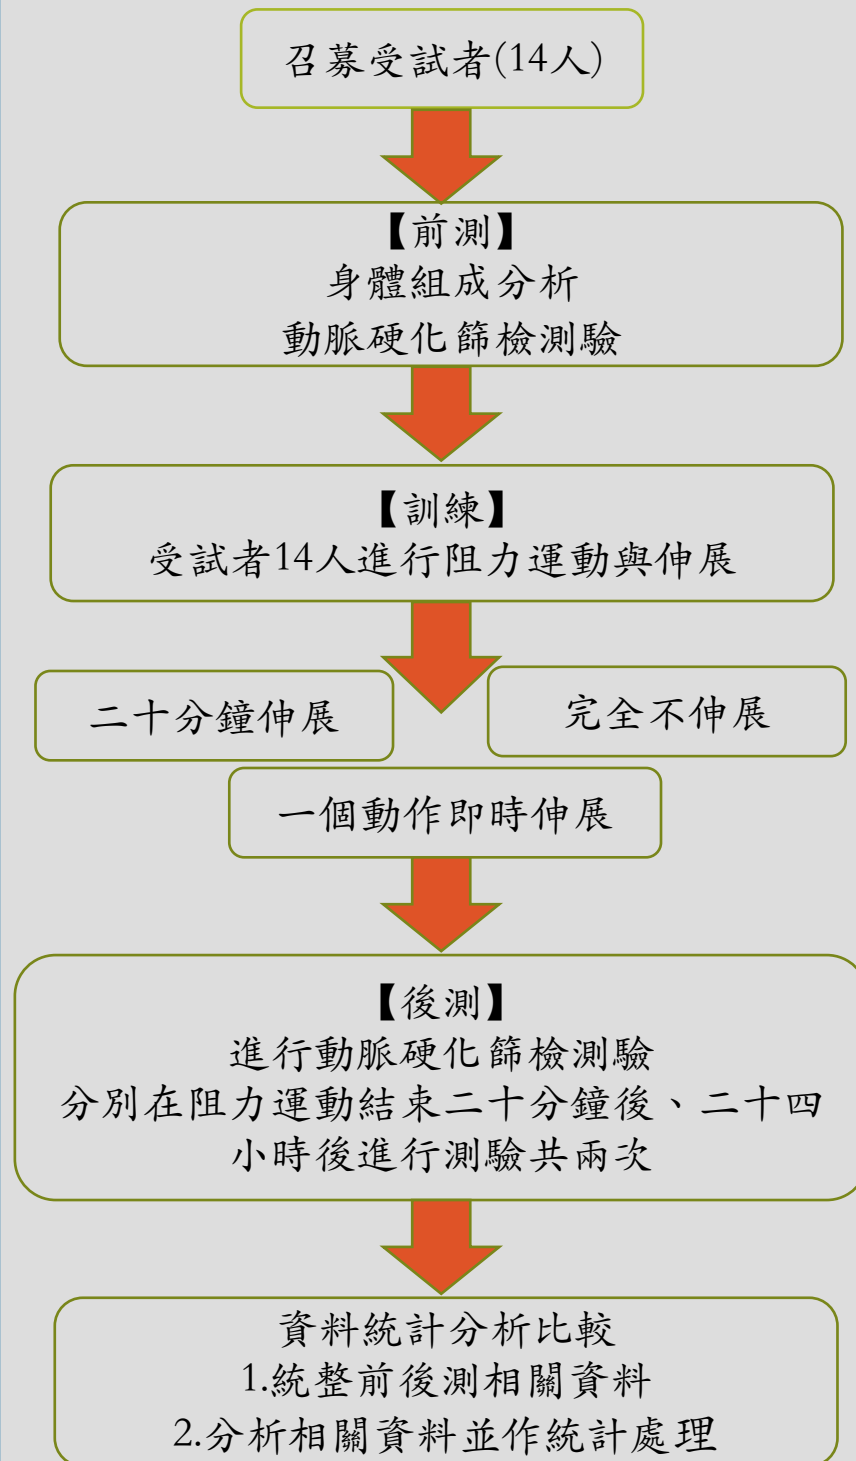 召募受試者(14人)
【前測】
身體組成分析
動脈硬化篩檢測驗
【訓練】
受試者14人進行阻力運動與伸展
二十分鐘伸展
完全不伸展
一個動作即時伸展
【後測】
進行動脈硬化篩檢測驗
分別在阻力運動結束二十分鐘後、二十四
小時後進行測驗共兩次
資料統計分析比較
1.統整前後測相關資料
2.分析相關資料並作統計處理